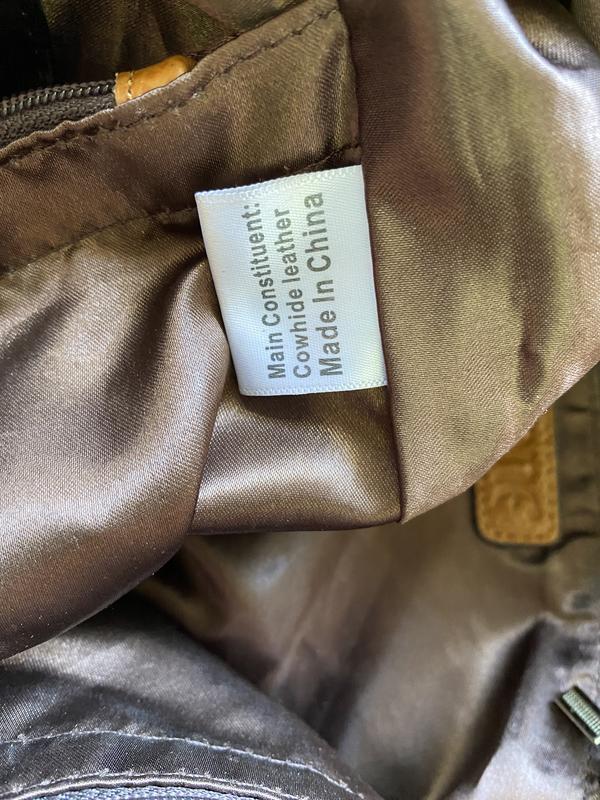 Main Constituent:
Cowhide leather
Made In China